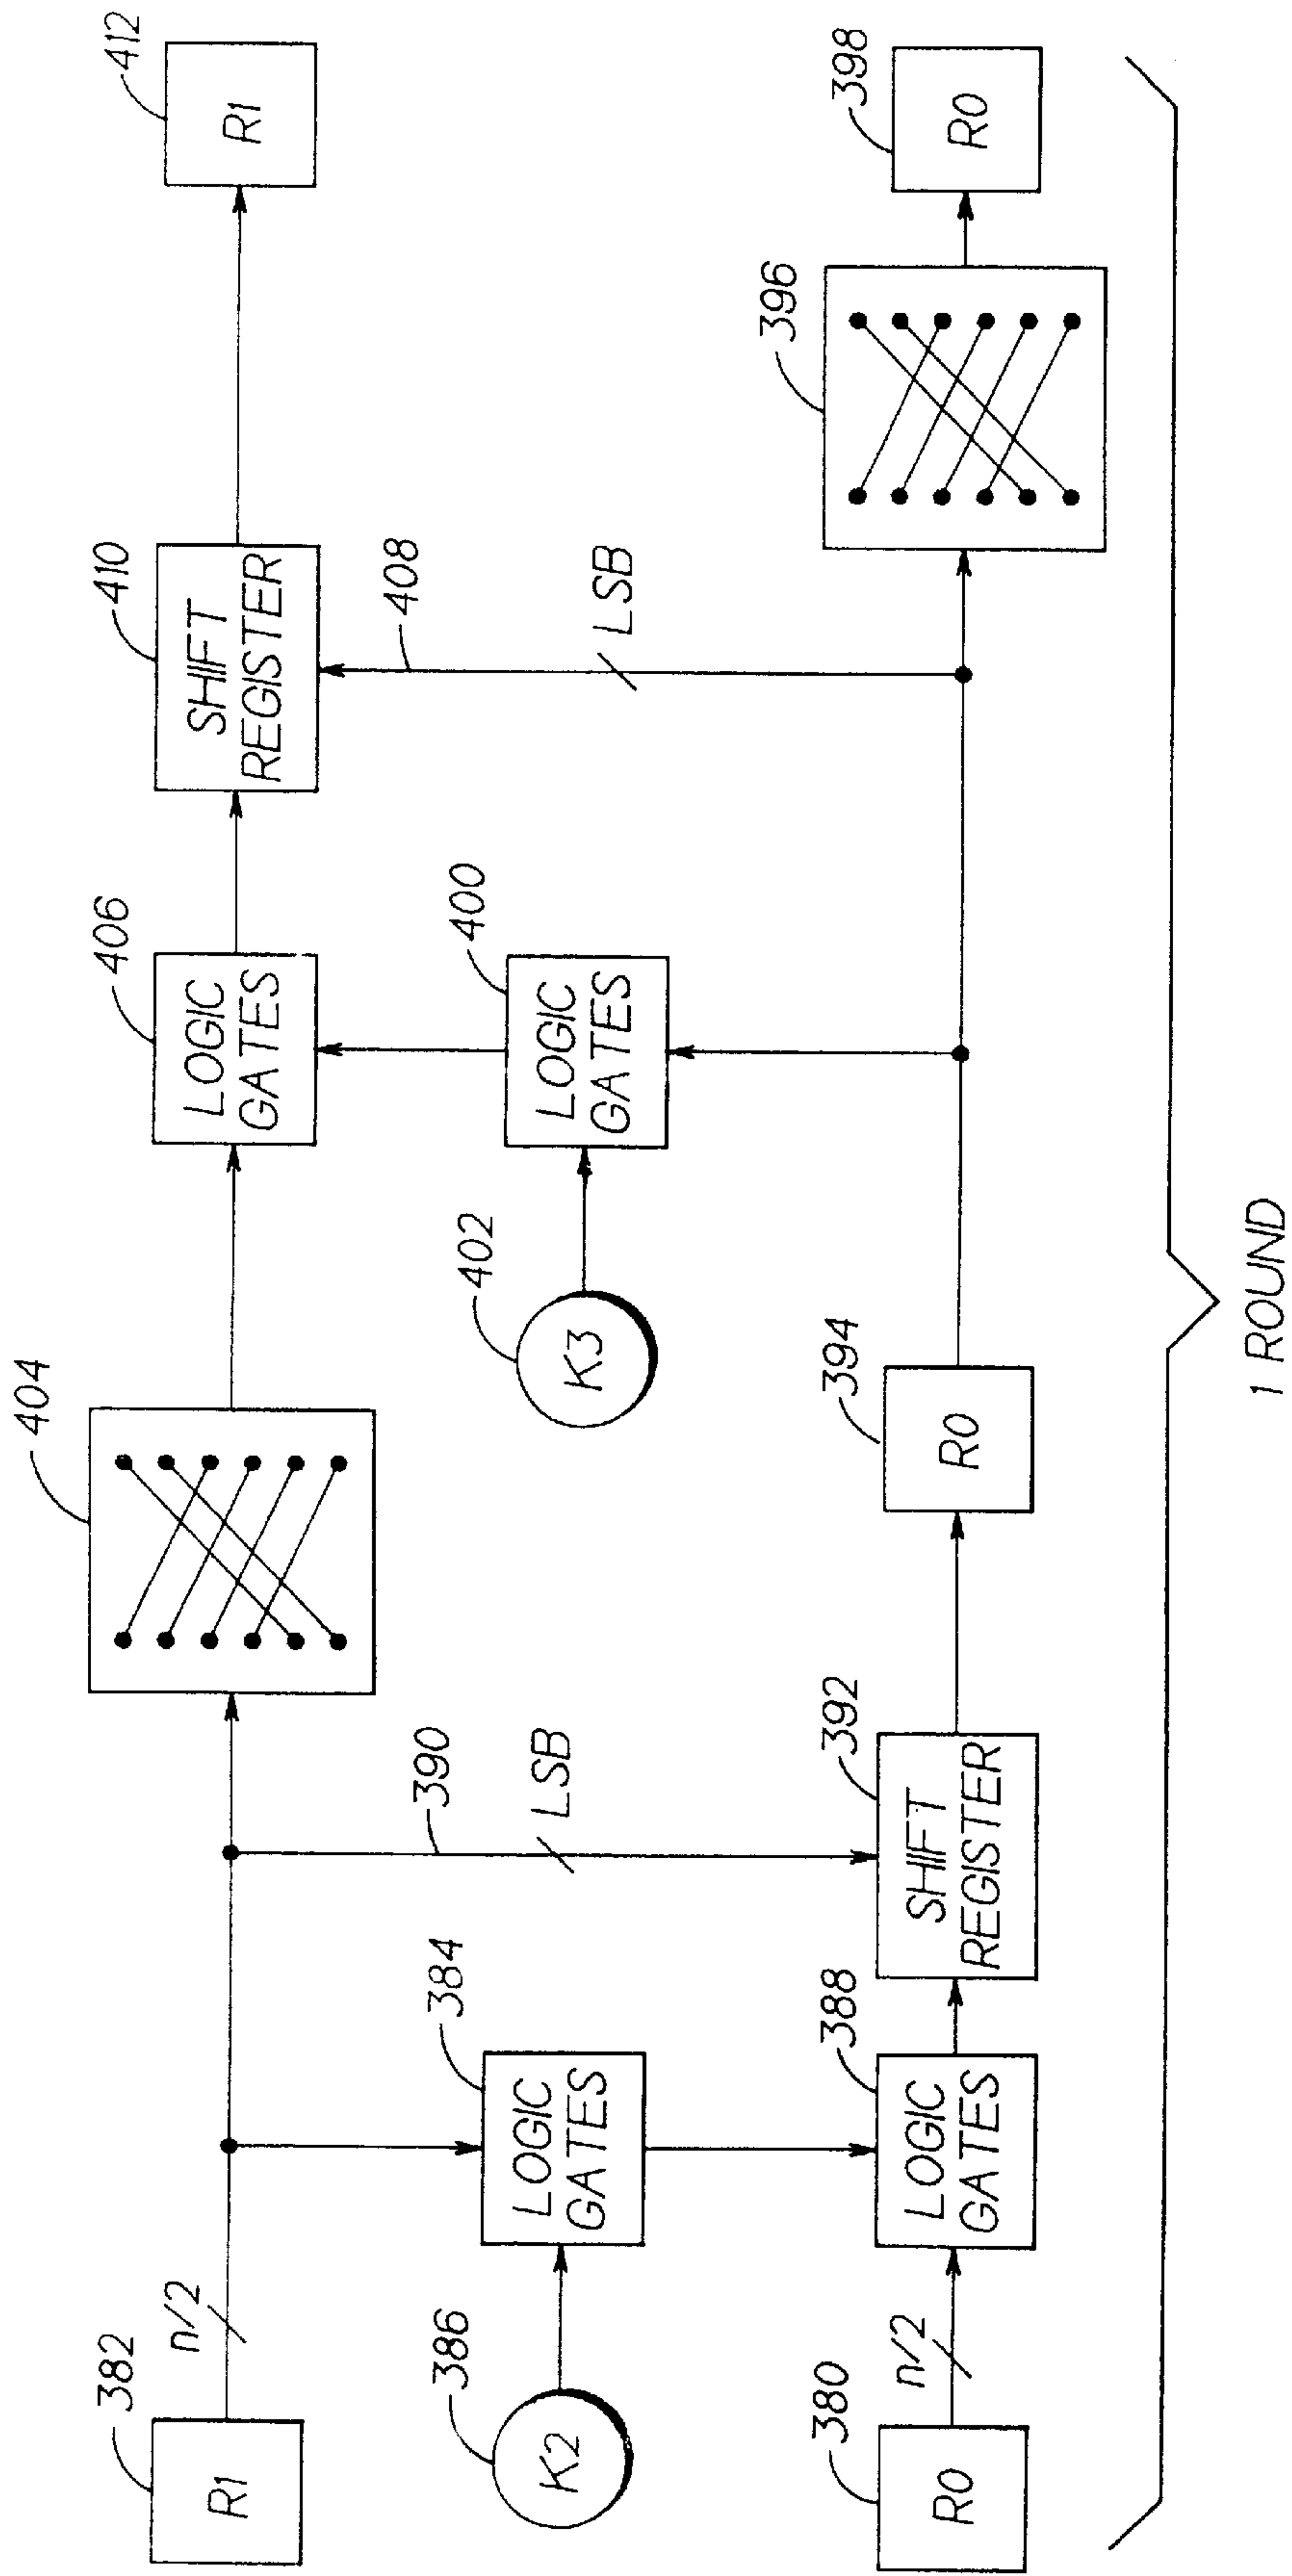 382
R1
n/2
404
406
LOGIC
GATES
410
SHIFT
REGISTER
412
R1
386
K2
384
LOGIC
GATES
390
LSB
402
K3
400
LOGIC
GATES
408
LSB
380
R0
n/2
388
LOGIC
GATES
392
SHIFT
REGISTER
394
R0
396
398
R0
1 ROUND